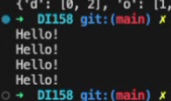 {'d': [0, 2], 'o': [1,
➜ DI158 git:(main) ✗
Hello!
Hello!
Hello!
Hello!
➜ DI158 git:(main) ✗